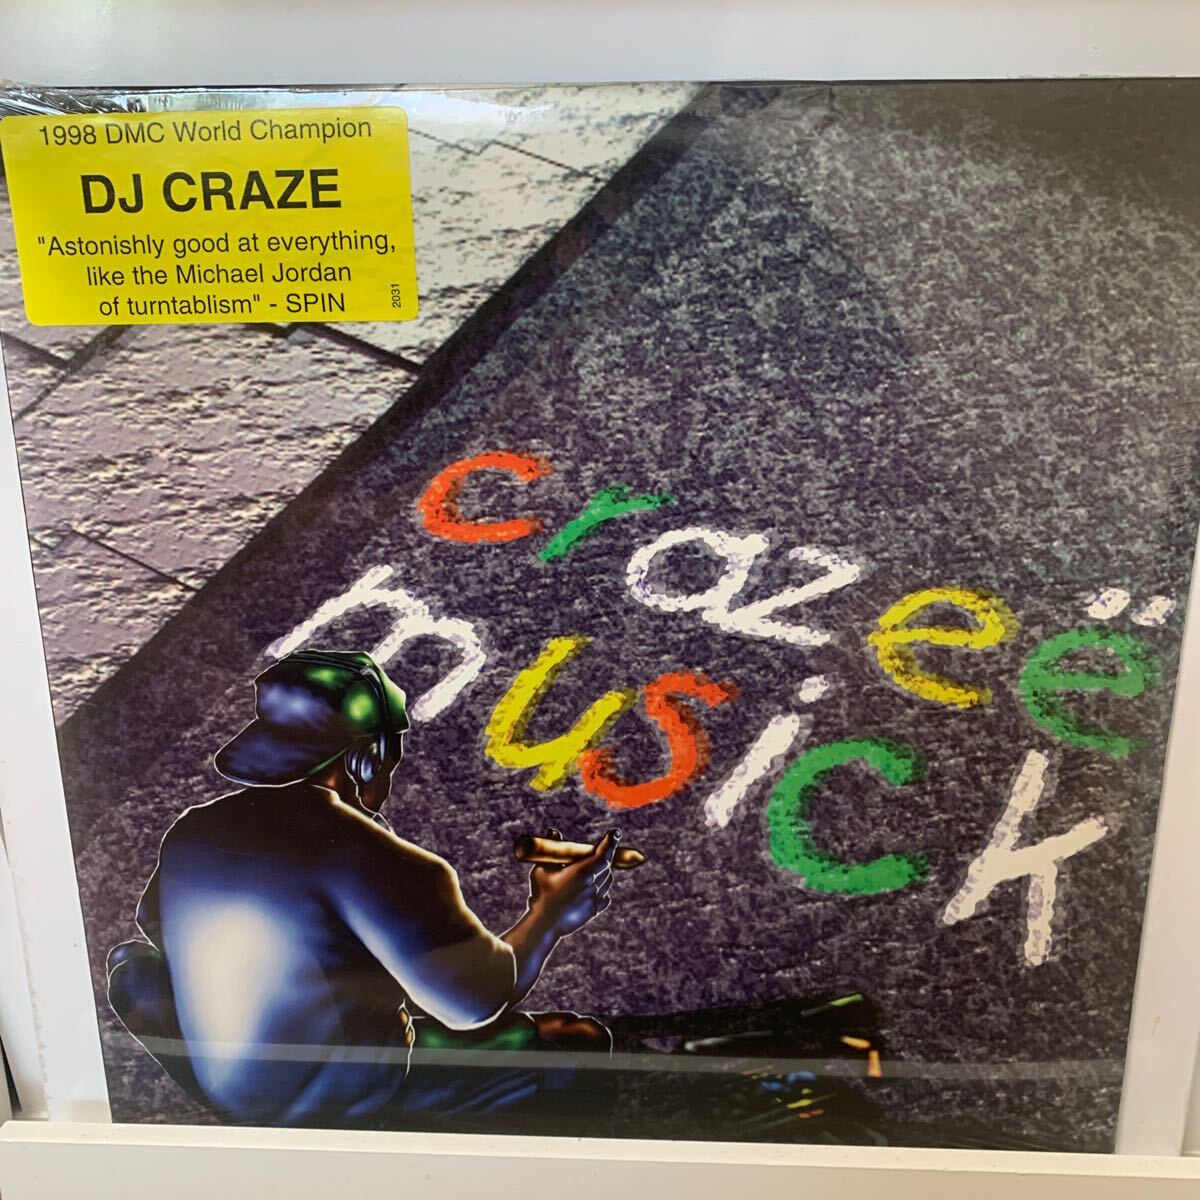 1998 DMC World Champion
DJ CRAZE
"Astonishly good at everything,
like the Michael Jordan
of turntablism" - SPIN
2031
crazeë
musick